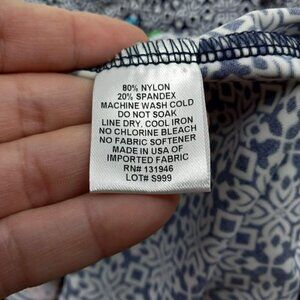 80% NYLON
20% SPANDEX
MACHINE WASH COLD
DO NOT SOAK
LINE DRY, COOL IRON
NO CHLORINE BLEACH
NO FABRIC SOFTENER
MADE IN USA OF
IMPORTED FABRIC
RN# 131946
LOT# S999